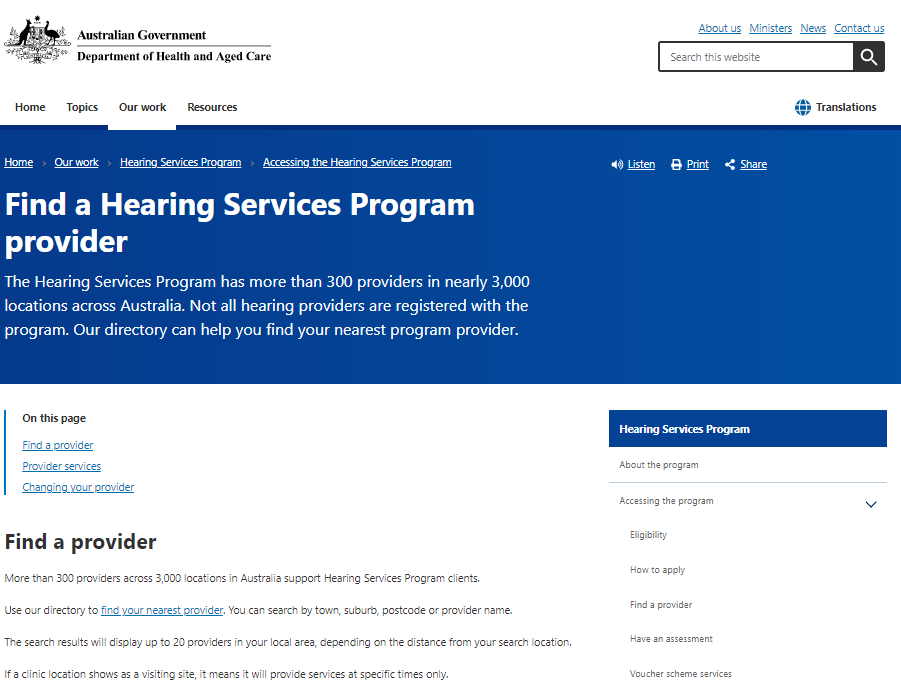 Australian Government
Department of Health and Aged Care
About us Ministers News Contact us
Search this website
Home Topics Our work Resources
Translations
Home › Our work › Hearing Services Program › Accessing the Hearing Services Program
Listen Print Share
Find a Hearing Services Program
provider
The Hearing Services Program has more than 300 providers in nearly 3,000
locations across Australia. Not all hearing providers are registered with the
program. Our directory can help you find your nearest program provider.
On this page
Find a provider
Provider services
Changing your provider
Find a provider
More than 300 providers across 3,000 locations in Australia support Hearing Services Program clients.
Use our directory to find your nearest provider. You can search by town, suburb, postcode or provider name.
The search results will display up to 20 providers in your local area, depending on the distance from your search location.
If a clinic location shows as a visiting site, it means it will provide services at specific times only.
Hearing Services Program
About the program
Accessing the program
Eligibility
How to apply
Find a provider
Have an assessment
Voucher scheme services